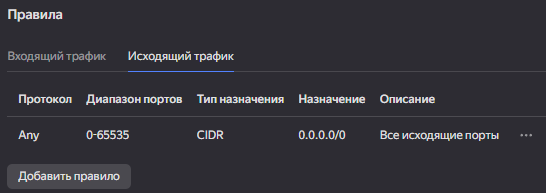 Правила
Входящий трафик Исходящий трафик
Протокол Диапазон портов Тип назначения Назначение Описание
Any 0-65535 CIDR 0.0.0.0/0 Все исходящие порты
Добавить правило